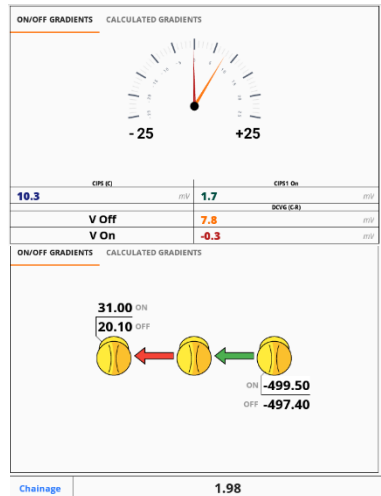 ON/OFF GRADIENTS CALCULATED GRADIENTS
- 25 +25
CIPS (C) CIPS1 On
10.3 mV 1.7 mV
DCVG (C-R)
V Off 7.8 mV
V On -0.3 mV
ON/OFF GRADIENTS CALCULATED GRADIENTS
31.00 ON
20.10 OFF
ON -499.50
OFF -497.40
Chainage 1.98